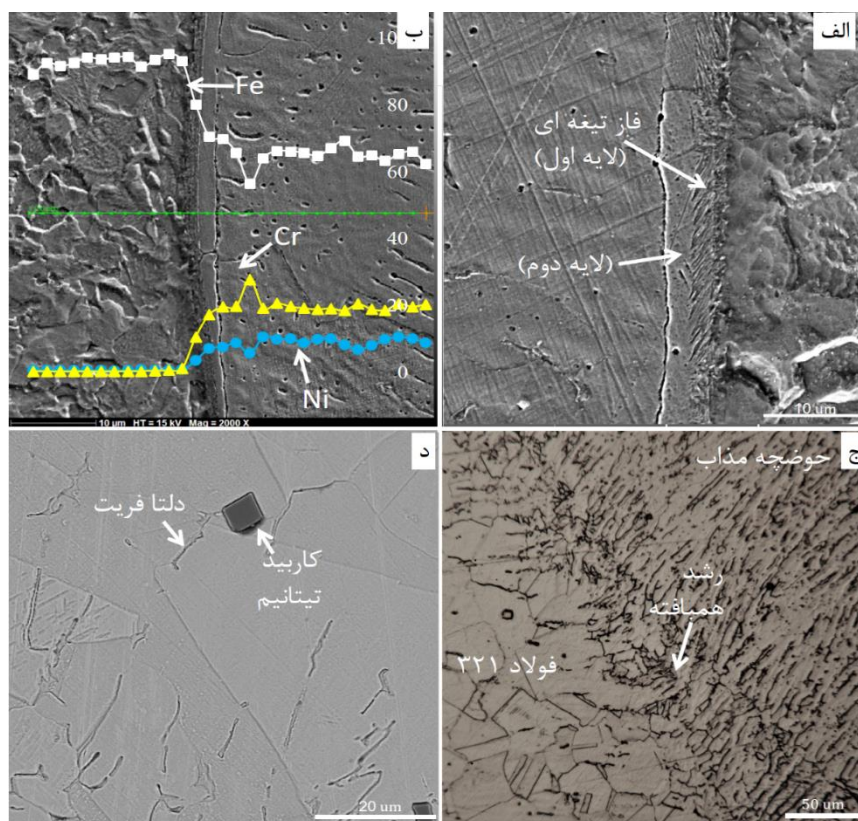 ب
100
80
60
40
20
0
Fe
Cr
Ni
10 µm HT = 15 kV Mag = 2000 X
الف
فاز تیغه ای
(لایه اول)
(لایه دوم)
10 um
د
دلتا فریت
کاربید
تیتانیم
20 um
ج
حوضچه مذاب
رشد
همبافته
فولاد ۳۲۱
50 um